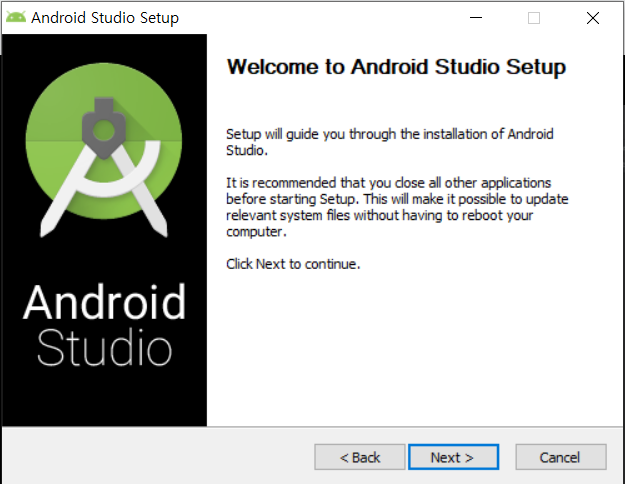 Android Studio Setup
Welcome to Android Studio Setup
Setup will guide you through the installation of Android
Studio.
It is recommended that you close all other applications
before starting Setup. This will make it possible to update
relevant system files without having to reboot your
computer.
Click Next to continue.
Android
Studio
< Back
Next >
Cancel